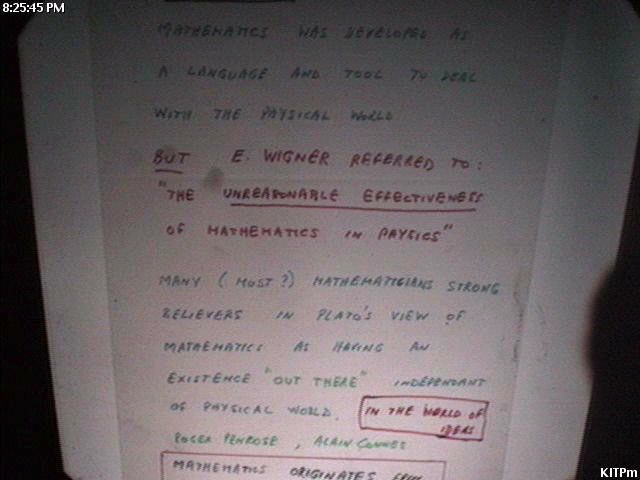 8:25:45 PM
MATHEMATICS WAS DEVELOPED AS
A LANGUAGE AND TOOL TO DEAL
WITH THE PHYSICAL WORLD
BUT E. WIGNER REFERRED TO:
"THE UNREASONABLE EFFECTIVENESS
OF MATHEMATICS IN PHYSICS"
MANY (MOST?) MATHEMATICIANS STRONG
BELIEVERS IN PLATO'S VIEW OF
MATHEMATICS AS HAVING AN
EXISTENCE "OUT THERE" INDEPENDANT
OF PHYSICAL WORLD. IN THE WORLD OF
IDEAS
ROGER PENROSE, ALAIN CONNES
MATHEMATICS ORIGINATES FROM
KITPm